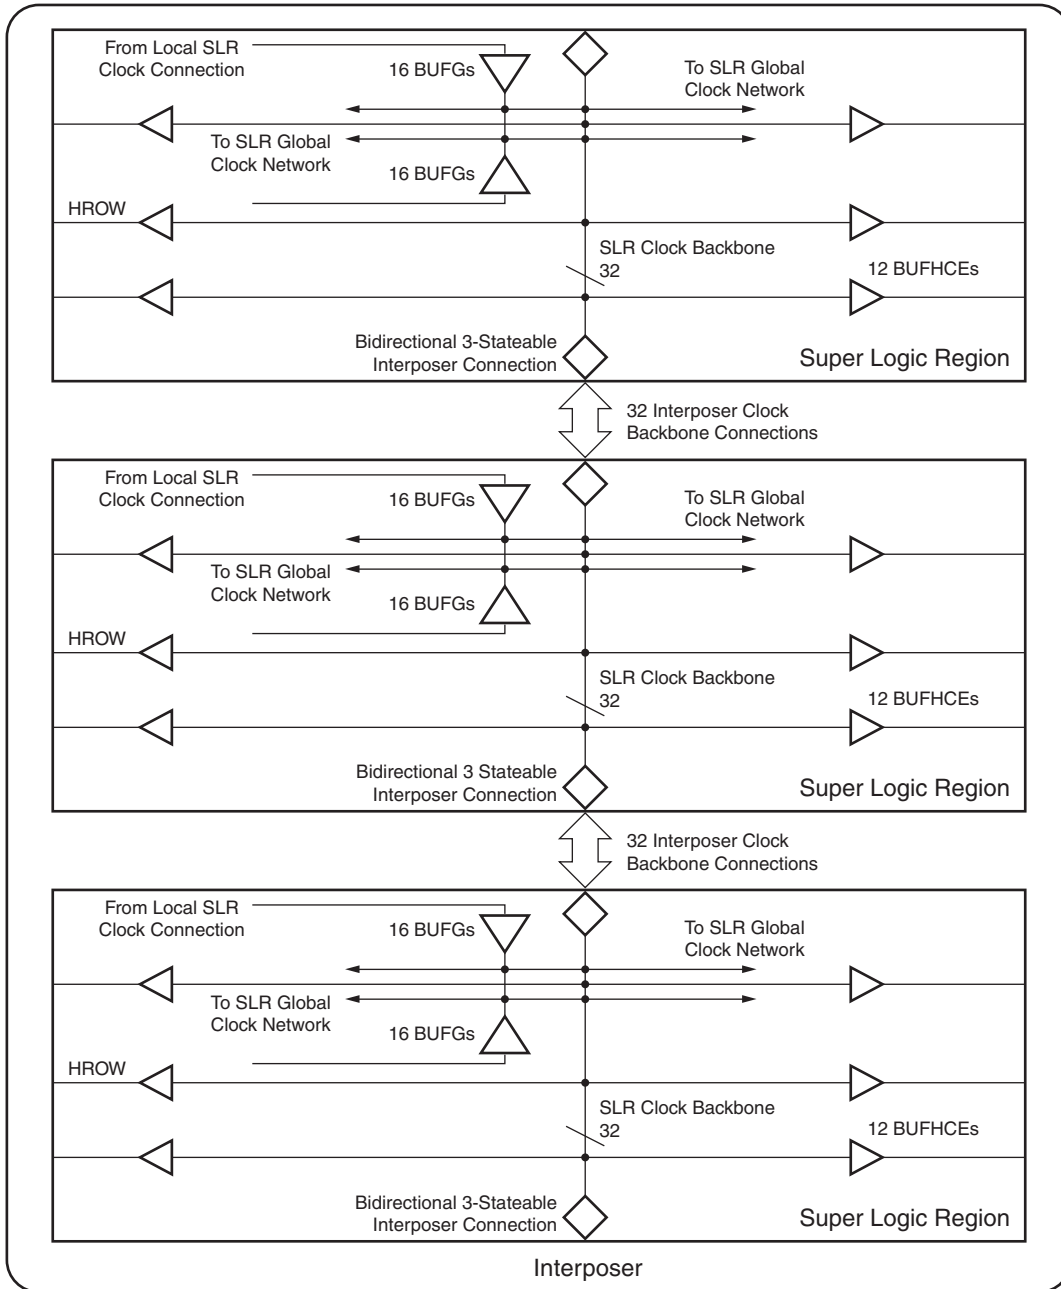 From Local SLR
Clock Connection
16 BUFGs
To SLR Global
Clock Network
To SLR Global
Clock Network
16 BUFGs
HROW
SLR Clock Backbone
32
12 BUFHCEs
Bidirectional 3-Stateable
Interposer Connection
Super Logic Region
32 Interposer Clock
Backbone Connections
From Local SLR
Clock Connection
16 BUFGs
To SLR Global
Clock Network
To SLR Global
Clock Network
16 BUFGs
HROW
SLR Clock Backbone
32
12 BUFHCEs
Bidirectional 3 Stateable
Interposer Connection
Super Logic Region
32 Interposer Clock
Backbone Connections
From Local SLR
Clock Connection
16 BUFGs
To SLR Global
Clock Network
To SLR Global
Clock Network
16 BUFGs
HROW
SLR Clock Backbone
32
12 BUFHCEs
Bidirectional 3-Stateable
Interposer Connection
Super Logic Region
Interposer